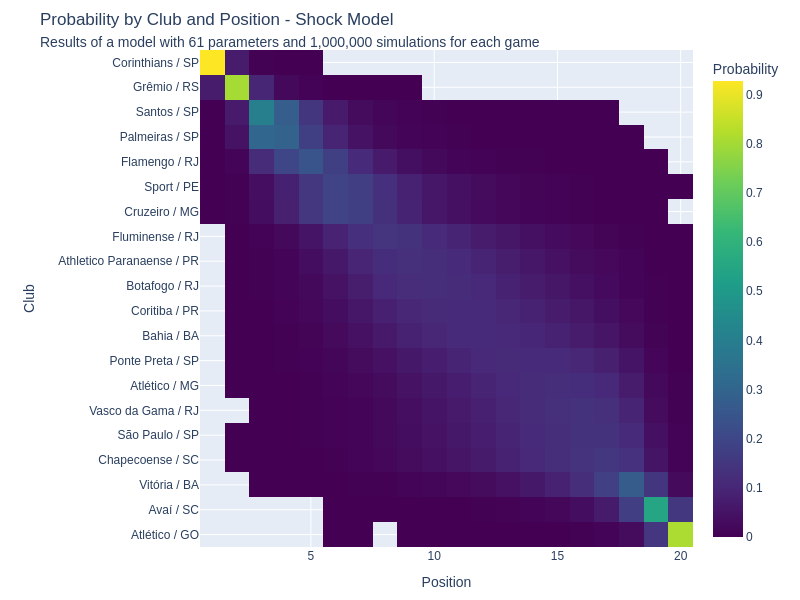 Probability by Club and Position - Shock Model
Results of a model with 61 parameters and 1,000,000 simulations for each game
Probability
Corinthians / SP
Grêmio / RS
Santos / SP
Palmeiras / SP
Flamengo / RJ
Sport / PE
Cruzeiro / MG
Fluminense / RJ
Athletico Paranaense / PR
Botafogo / RJ
Coritiba / PR
Bahia / BA
Ponte Preta / SP
Atlético / MG
Vasco da Gama / RJ
São Paulo / SP
Chapecoense / SC
Vitória / BA
Avaí / SC
Atlético / GO
Club
5
10
15
20
Position
0.9
0.8
0.7
0.6
0.5
0.4
0.3
0.2
0.1
0